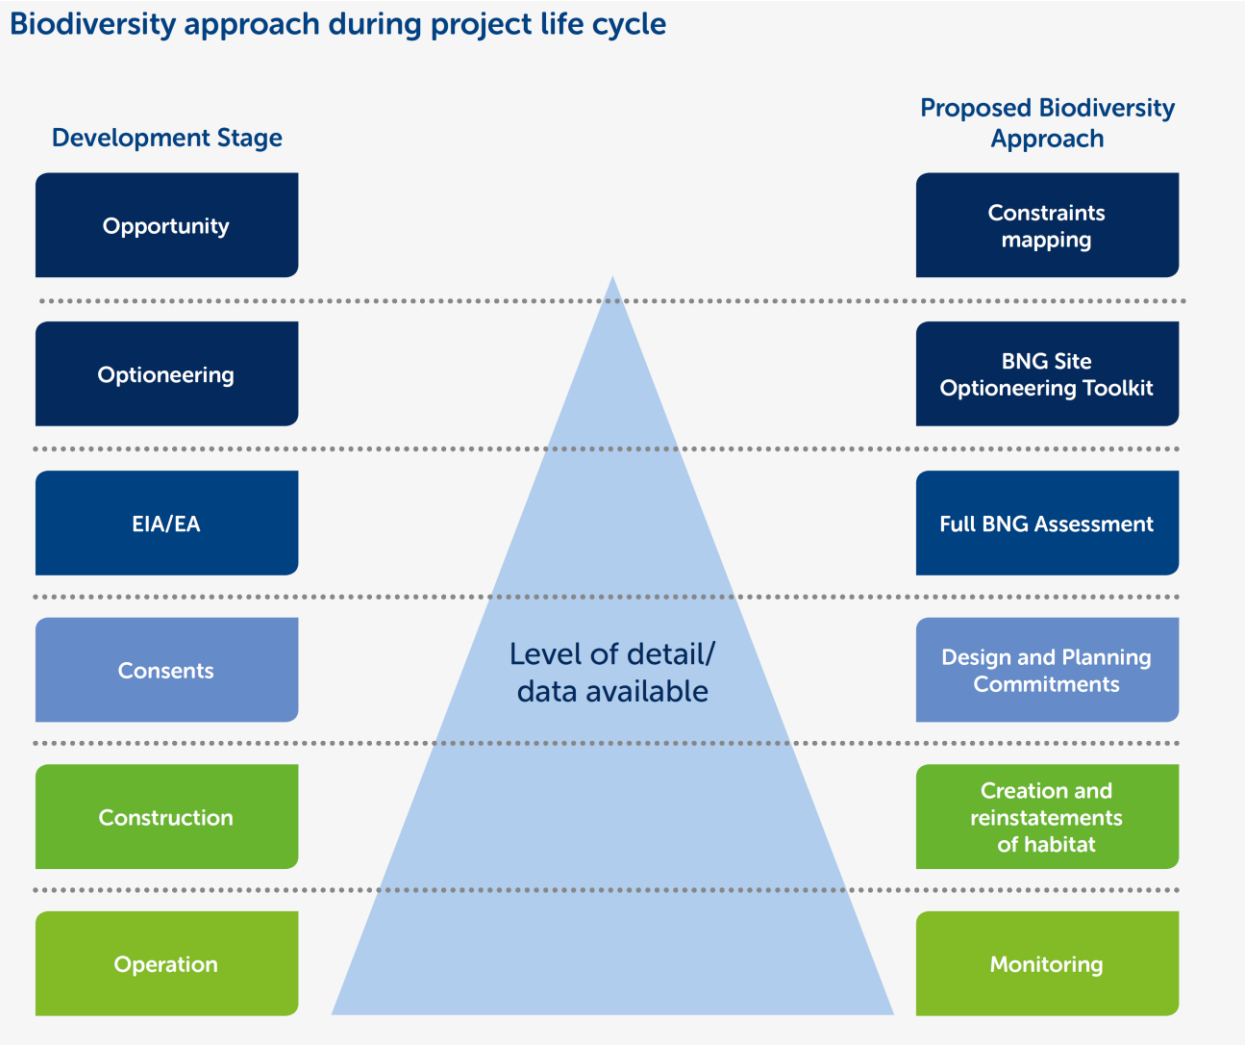 Biodiversity approach during project life cycle
Development Stage
Proposed Biodiversity
Approach
Opportunity
Constraints
mapping
Optioneering
BNG Site
Optioneering Toolkit
EIA/EA
Full BNG Assessment
Consents
Level of detail/
data available
Design and Planning
Commitments
Construction
Creation and
reinstatements
of habitat
Operation
Monitoring